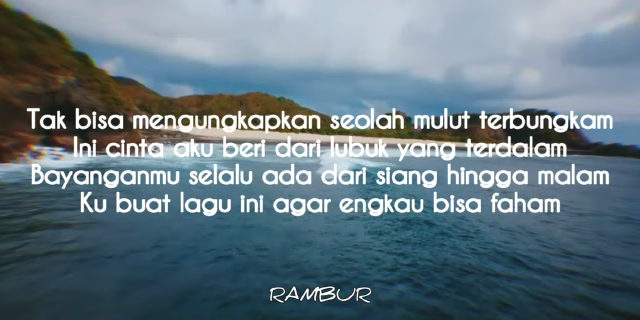 Tak bisa mengungkapkan seolah mulut terbungkam
Ini cinta aku beri dari lubuk yang terdalam
Bayanganmu selalu ada dari siang hingga malam
Ku buat lagu ini agar engkau bisa faham
RAMBUR